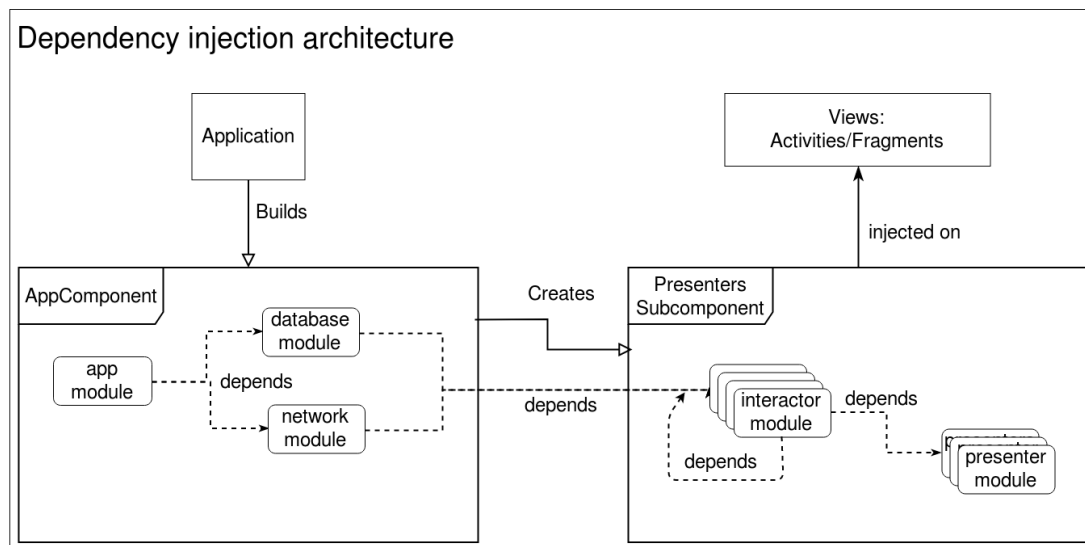 Dependency injection architecture
Application
Views:
Activities/Fragments
Builds
injected on
AppComponent
Creates
Presenters
Subcomponent
database
module
app
module
depends
network
module
depends
interactor
module
depends
depends
presenter
module